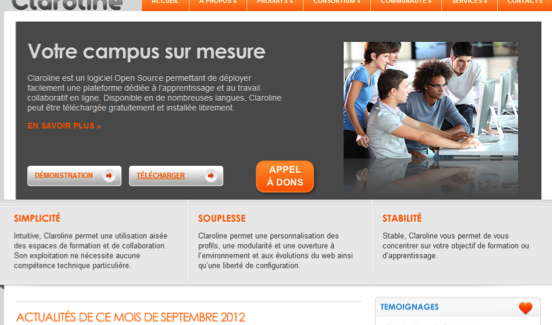 Claroline
ACCUEIL À PROPOS » PRODUITS » CONSORTIUM » COMMUNAUTÉ » SERVICES » CONTACTS
Votre campus sur mesure
Claroline est un logiciel Open Source permettant de déployer
facilement une plateforme dédiée à l'apprentissage et au travail
collaboratif en ligne. Disponible en de nombreuses langues, Claroline
peut être téléchargée gratuitement et installée librement.
EN SAVOIR PLUS »
DÉMONSTRATION
TÉLÉCHARGER
APPEL
À DONS
SIMPLICITÉ
Intuitive, Claroline permet une utilisation aisée
des espaces de formation et de collaboration.
Son exploitation ne nécessite aucune
compétence technique particulière.
SOUPLESSE
Claroline permet une personnalisation des
profils, une modularité et une ouverture à
l'environnement et aux évolutions du web ainsi
qu'une liberté de configuration.
STABILITÉ
Stable, Claroline vous permet de vous
concentrer sur votre objectif de formation ou
d'apprentissage.
ACTUALITÉS DE CE MOIS DE SEPTEMBRE 2012
TEMOIGNAGES